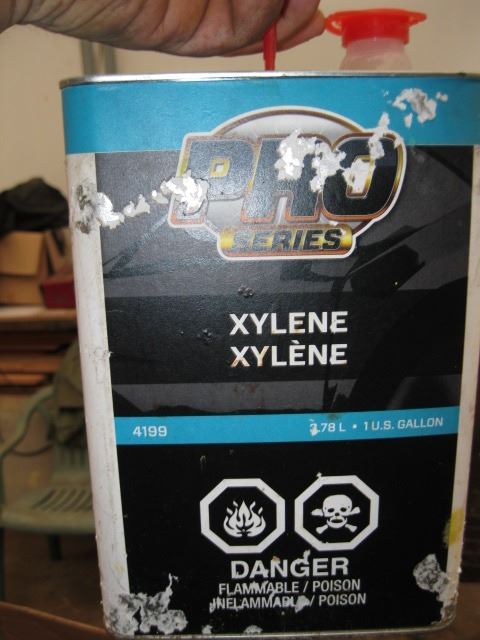 PRO
SERIES
XYLENE
XYLÈNE
4199 3.78 L • 1 U.S. GALLON
DANGER
FLAMMABLE / POISON
INFLAMMABLE / POISON